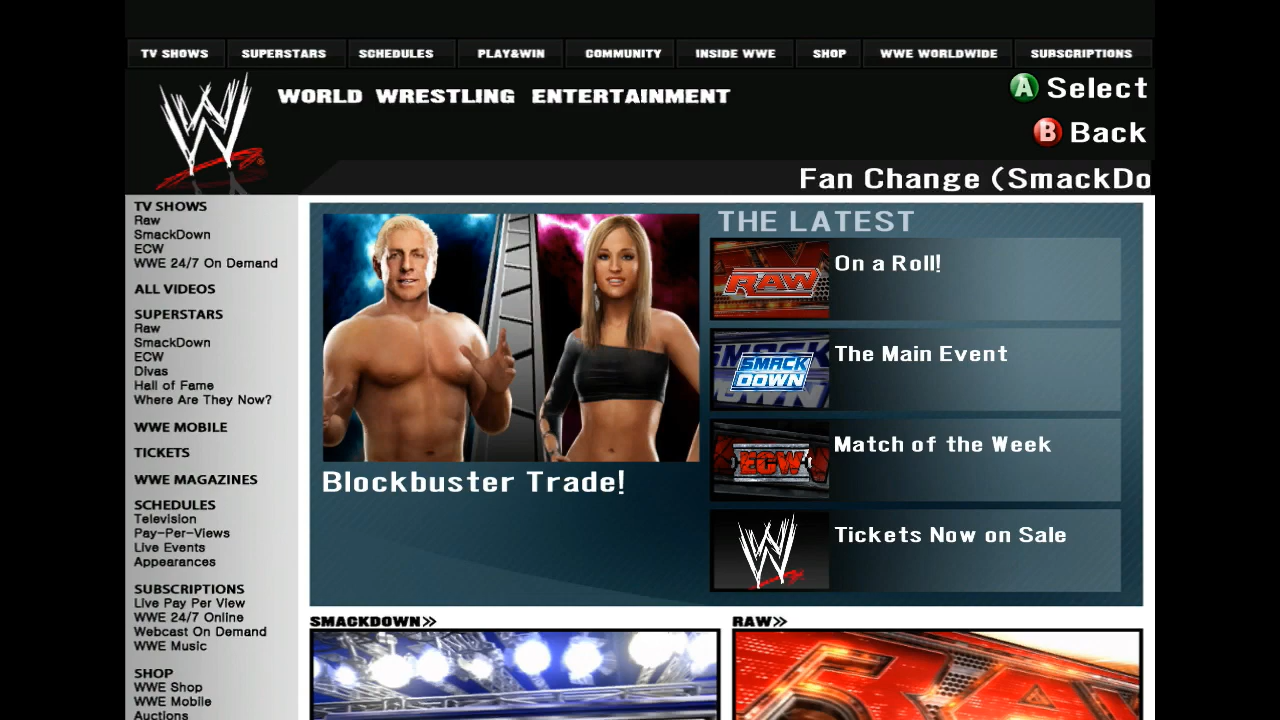 TV SHOWS SUPERSTARS SCHEDULES PLAY&WIN COMMUNITY INSIDE WWE SHOP WWE WORLDWIDE SUBSCRIPTIONS
WORLD WRESTLING ENTERTAINMENT
A Select
B Back
Fan Change (SmackDo
TV SHOWS
Raw
SmackDown
ECW
WWE 24/7 On Demand
ALL VIDEOS
SUPERSTARS
Raw
SmackDown
ECW
Divas
Hall of Fame
Where Are They Now?
WWE MOBILE
TICKETS
WWE MAGAZINES
SCHEDULES
Television
Pay-Per-Views
Live Events
Appearances
SUBSCRIPTIONS
Live Pay Per View
WWE 24/7 Online
Webcast On Demand
WWE Music
SHOP
WWE Shop
WWE Mobile
Auctions
Blockbuster Trade!
THE LATEST
RAW
On a Roll!
SMACK
DOWN
The Main Event
ECW
Match of the Week
W
Tickets Now on Sale
SMACKDOWN>>
RAW>>